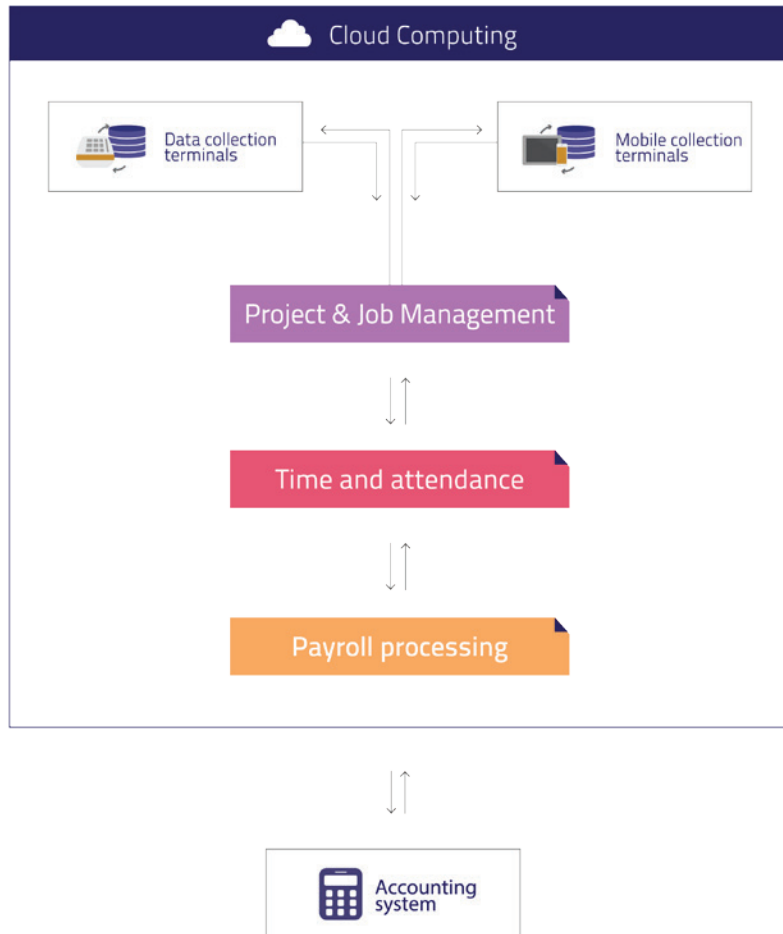 Cloud Computing
Data collection
terminals
Mobile collection
terminals
Project & Job Management
Time and attendance
Payroll processing
Accounting
system